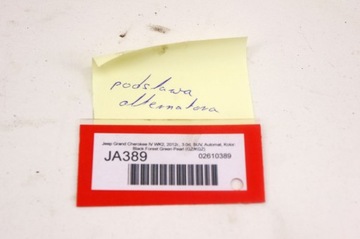 podstawa
alternatora
Jeep Grand Cherokee IV WK2, 2012r., 3.6i, SUV, Automat, Kolor:
Black Forest Green Pearl (GZ/KGZ)
JA389
02610389